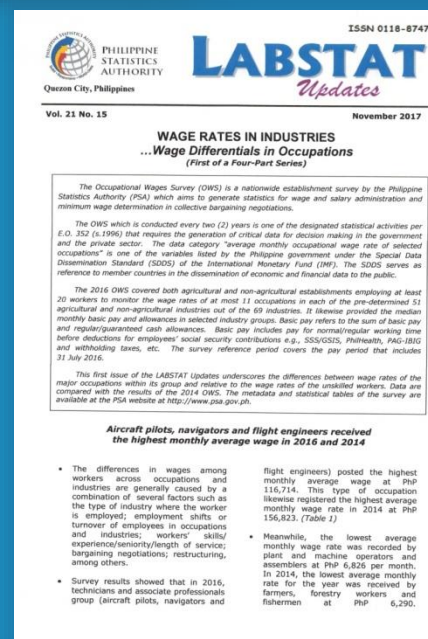 ISSN 0118-8747
PHILIPPINE
STATISTICS
AUTHORITY
Quezon City, Philippines
LABSTAT
Updates
Vol. 21 No. 15
November 2017
WAGE RATES IN INDUSTRIES
...Wage Differentials in Occupations
(First of a Four-Part Series)
The Occupational Wages Survey (OWS) is a nationwide establishment survey by the Philippine
Statistics Authority (PSA) which aims to generate statistics for wage and salary administration and
minimum wage determination in collective bargaining negotiations.
The OWS which is conducted every two (2) years is one of the designated statistical activities per
E.O. 352 (s.1996) that requires the generation of critical data for decision making in the government
and the private sector. The data category "average monthly occupational wage rate of selected
occupations" is one of the variables listed by the Philippine government under the Special Data
Dissemination Standard (SDDS) of the International Monetary Fund (IMF). The SDDS serves as
reference to member countries in the dissemination of economic and financial data to the public.
The 2016 OWS covered both agricultural and non-agricultural establishments employing at least
20 workers to monitor the wage rates of at most 11 occupations in each of the pre-determined 51
agricultural and non-agricultural industries out of the 69 industries. It likewise provided the median
monthly basic pay and allowances in selected industry groups. Basic pay refers to the sum of basic pay
and regular/guaranteed cash allowances. Basic pay includes pay for normal/regular working time
before deductions for employees' social security contributions e.g., SSS/GSIS, PhilHealth, PAG-IBIG
and withholding taxes, etc. The survey reference period covers the pay period that includes
31 July 2016.
This first issue of the LABSTAT Updates underscores the differences between wage rates of the
major occupations within its group and relative to the wage rates of the unskilled workers. Data are
compared with the results of the 2014 OWS. The metadata and statistical tables of the survey are
available at the PSA website at http://www.psa.gov.ph.
Aircraft pilots, navigators and flight engineers received
the highest monthly average wage in 2016 and 2014
• The differences in wages among
workers across occupations and
industries are generally caused by a
combination of several factors such as
the type of industry where the worker
is employed; employment shifts or
turnover of employees in occupations
and industries; workers' skills/
experience/seniority/length of service;
bargaining negotiations; restructuring,
among others.
• Survey results showed that in 2016,
technicians and associate professionals
group (aircraft pilots, navigators and
flight engineers) posted the highest
monthly average wage at PhP
116,714. This type of occupation
likewise registered the highest average
monthly wage rate in 2014 at PhP
156,823. (Table 1)
• Meanwhile, the lowest average
monthly wage rate was recorded by
plant and machine operators and
assemblers at PhP 6,826 per month.
In 2014, the lowest average monthly
rate for the year was received by
farmers, forestry workers and
fishermen at PhP 6,290.